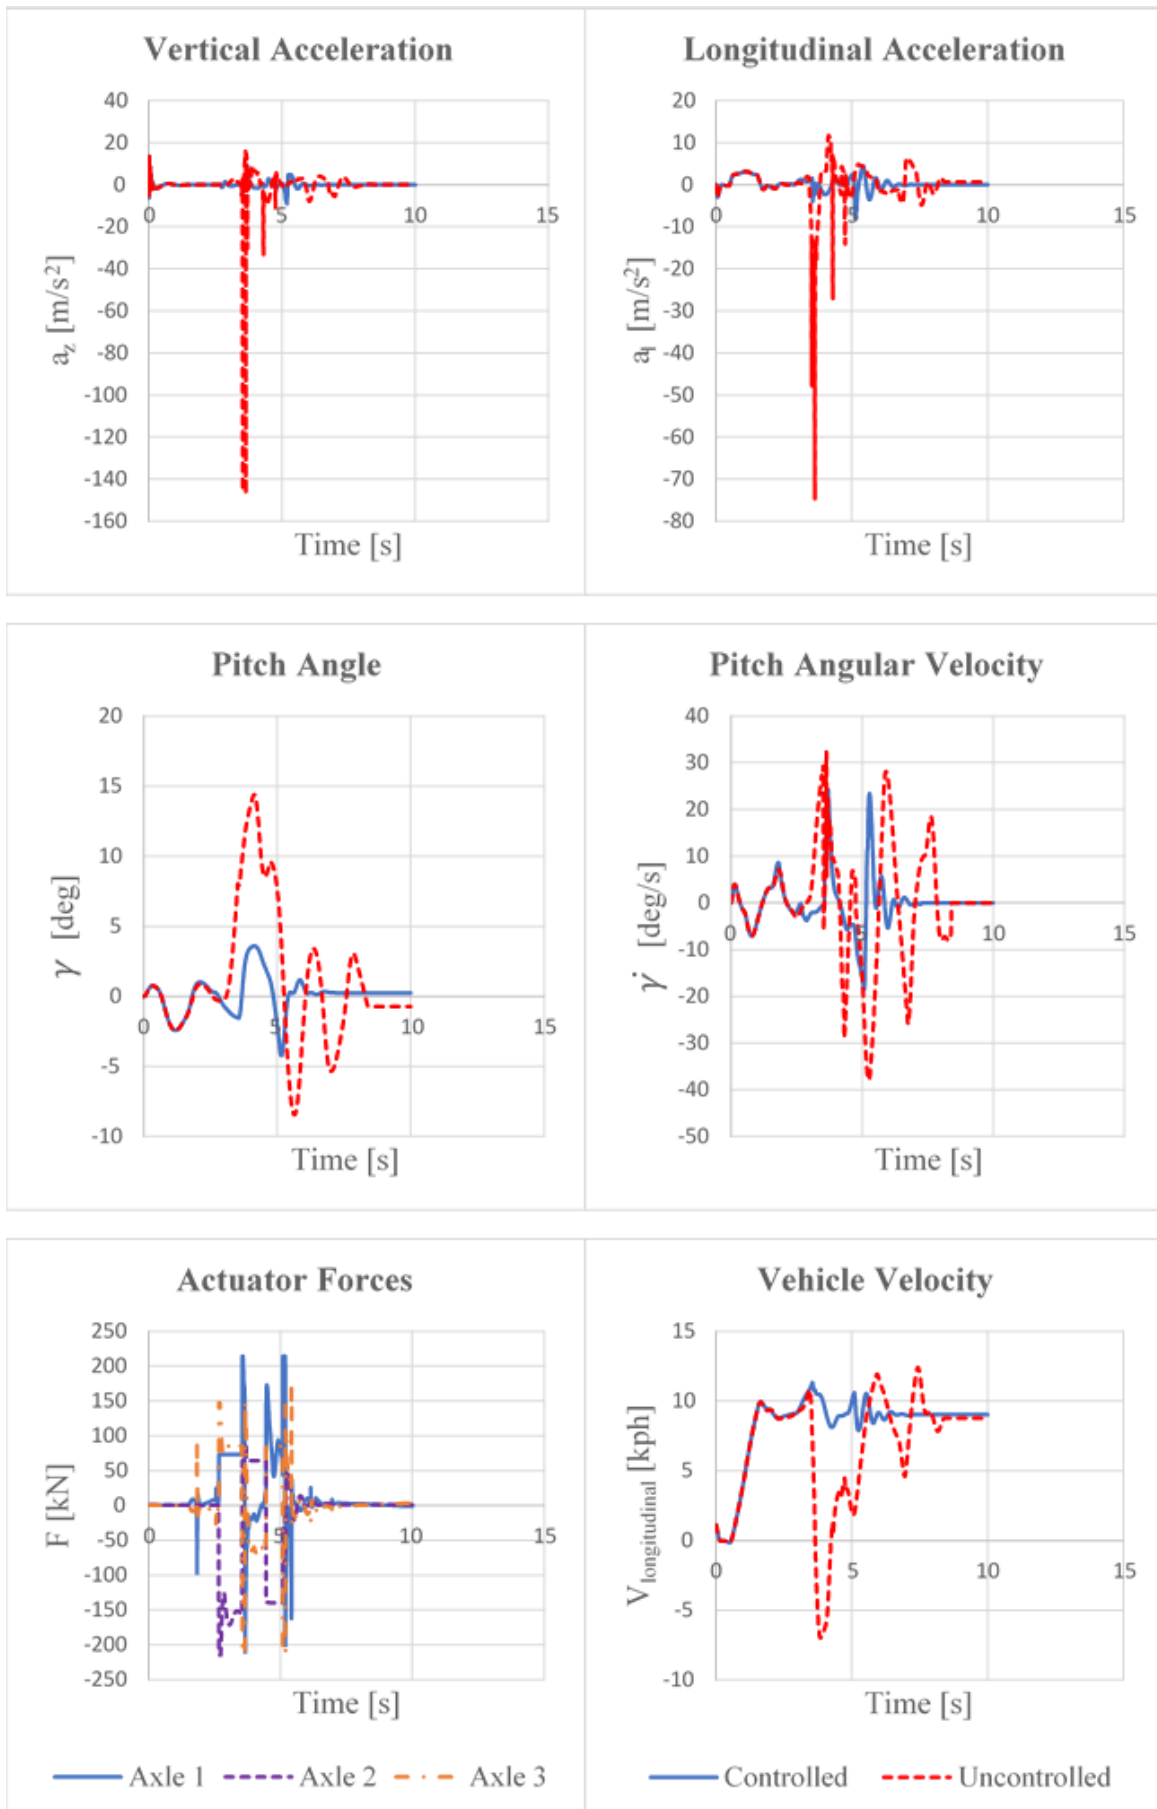 Vertical Acceleration
40
20
0
-20
-40
-60
-80
-100
-120
-140
-160
0 5 10 15
a_z [m/s²]
Time [s]
Longitudinal Acceleration
20
10
0
-10
-20
-30
-40
-50
-60
-70
-80
0 5 10 15
a_l [m/s²]
Time [s]
Pitch Angle
20
15
10
5
0
-5
-10
0 5 10 15
γ [deg]
Time [s]
Pitch Angular Velocity
40
30
20
10
0
-10
-20
-30
-40
-50
0 5 10 15
γ̇ [deg/s]
Time [s]
Actuator Forces
250
200
150
100
50
0
-50
-100
-150
-200
-250
0 5 10 15
F [kN]
Time [s]
Axle 1 Axle 2 Axle 3
Vehicle Velocity
15
10
5
0
-5
-10
0 5 10 15
V_longitudinal [kph]
Time [s]
Controlled Uncontrolled